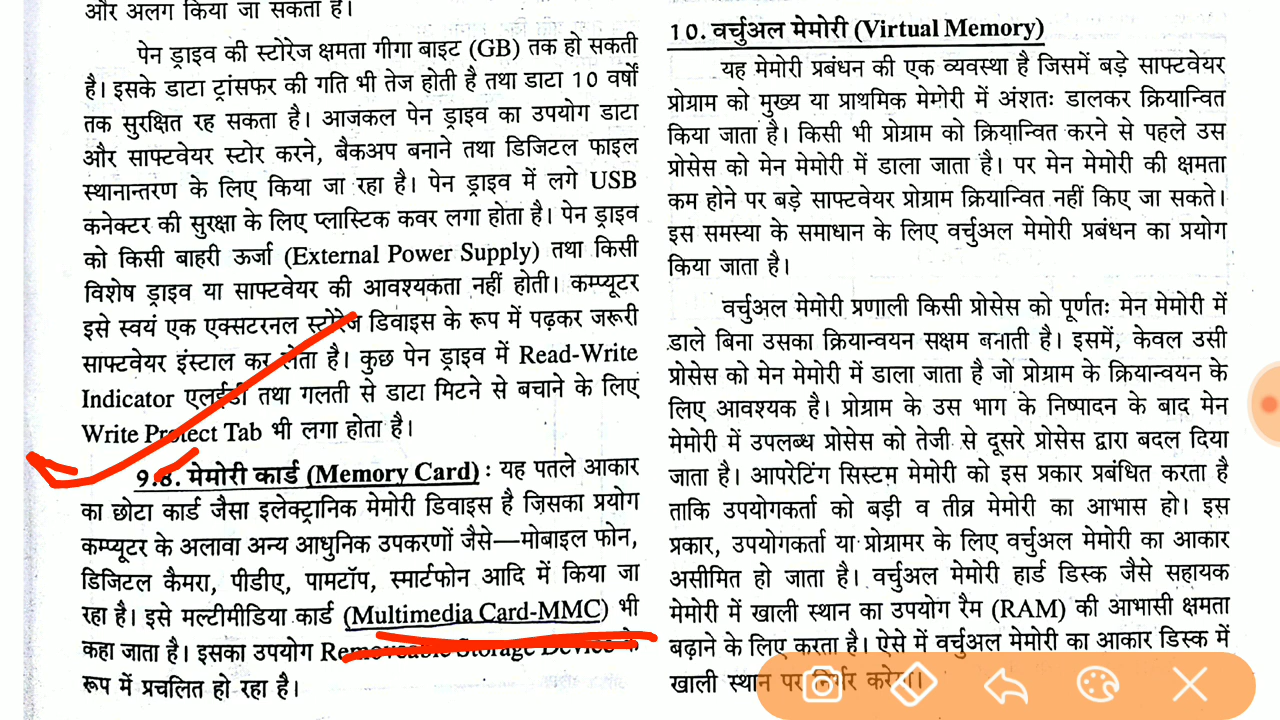 और अलग किया जा सकता है।
पेन ड्राइव की स्टोरेज क्षमता गीगा बाइट (GB) तक हो सकती
है। इसके डाटा ट्रांसफर की गति भी तेज होती है तथा डाटा 10 वर्षों
तक सुरक्षित रह सकता है। आजकल पेन ड्राइव का उपयोग डाटा
और साफ्टवेयर स्टोर करने, बैकअप बनाने तथा डिजिटल फाइल
स्थानान्तरण के लिए किया जा रहा है। पेन ड्राइव में लगे USB
कनेक्टर की सुरक्षा के लिए प्लास्टिक कवर लगा होता है। पेन ड्राइव
को किसी बाहरी ऊर्जा (External Power Supply) तथा किसी
विशेष ड्राइव या साफ्टवेयर की आवश्यकता नहीं होती। कम्प्यूटर
इसे स्वयं एक एक्सटरनल स्टोरेज डिवाइस के रूप में पढ़कर जरूरी
साफ्टवेयर इंस्टाल कर लेता है। कुछ पेन ड्राइव में Read-Write
Indicator एलईडी तथा गलती से डाटा मिटने से बचाने के लिए
Write Protect Tab भी लगा होता है।
9.8. मेमोरी कार्ड (Memory Card) : यह पतले आकार
का छोटा कार्ड जैसा इलेक्ट्रानिक मेमोरी डिवाइस है जिसका प्रयोग
कम्प्यूटर के अलावा अन्य आधुनिक उपकरणों जैसे—मोबाइल फोन,
डिजिटल कैमरा, पीडीए, पामटॉप, स्मार्टफोन आदि में किया जा
रहा है। इसे मल्टीमीडिया कार्ड (Multimedia Card-MMC) भी
कहा जाता है। इसका उपयोग Removeable Storage Device के
रूप में प्रचलित हो रहा है।
10. वर्चुअल मेमोरी (Virtual Memory)
यह मेमोरी प्रबंधन की एक व्यवस्था है जिसमें बड़े साफ्टवेयर
प्रोग्राम को मुख्य या प्राथमिक मेमोरी में अंशतः डालकर क्रियान्वित
किया जाता है। किसी भी प्रोग्राम को क्रियान्वित करने से पहले उस
प्रोसेस को मेन मेमोरी में डाला जाता है। पर मेन मेमोरी की क्षमता
कम होने पर बड़े साफ्टवेयर प्रोग्राम क्रियान्वित नहीं किए जा सकते।
इस समस्या के समाधान के लिए वर्चुअल मेमोरी प्रबंधन का प्रयोग
किया जाता है।
वर्चुअल मेमोरी प्रणाली किसी प्रोसेस को पूर्णतः मेन मेमोरी में
डाले बिना उसका क्रियान्वयन सक्षम बनाती है। इसमें, केवल उसी
प्रोसेस को मेन मेमोरी में डाला जाता है जो प्रोग्राम के क्रियान्वयन के
लिए आवश्यक है। प्रोग्राम के उस भाग के निष्पादन के बाद मेन
मेमोरी में उपलब्ध प्रोसेस को तेजी से दूसरे प्रोसेस द्वारा बदल दिया
जाता है। आपरेटिंग सिस्टम मेमोरी को इस प्रकार प्रबंधित करता है
ताकि उपयोगकर्ता को बड़ी व तीव्र मेमोरी का आभास हो। इस
प्रकार, उपयोगकर्ता या प्रोग्रामर के लिए वर्चुअल मेमोरी का आकार
असीमित हो जाता है। वर्चुअल मेमोरी हार्ड डिस्क जैसे सहायक
मेमोरी में खाली स्थान का उपयोग रैम (RAM) की आभासी क्षमता
बढ़ाने के लिए करता है। ऐसे में वर्चुअल मेमोरी का आकार डिस्क में
खाली स्थान पर निर्भर करेगा।